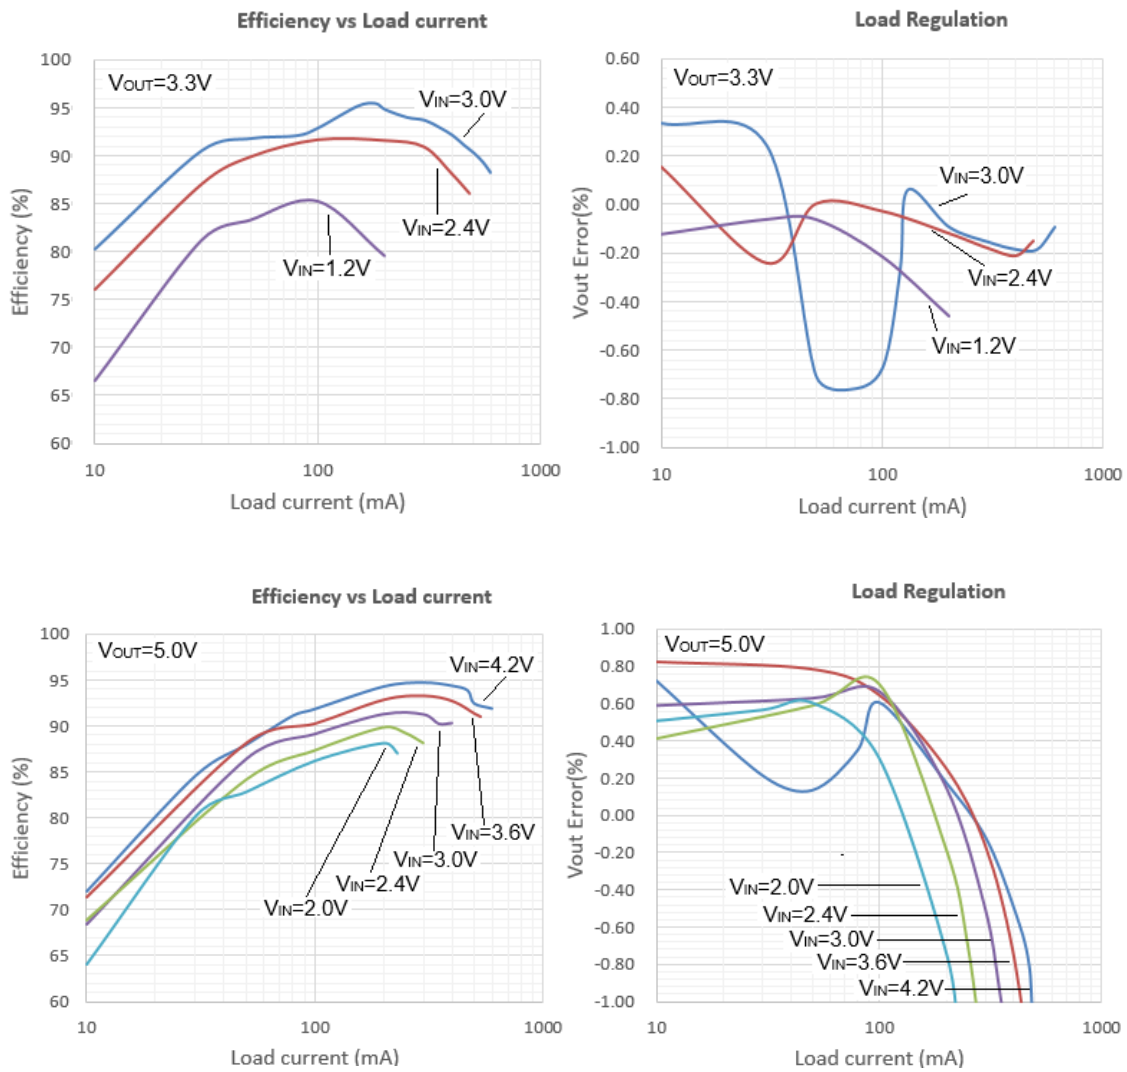 Efficiency vs Load current
100
95
90
85
80
75
70
65
60
10
100
1000
Efficiency (%)
Load current (mA)
VOUT=3.3V
VIN=3.0V
VIN=2.4V
VIN=1.2V
Load Regulation
0.60
0.40
0.20
0.00
-0.20
-0.40
-0.60
-0.80
-1.00
10
100
1000
Vout Error(%)
Load current (mA)
VOUT=3.3V
VIN=3.0V
VIN=2.4V
VIN=1.2V
Efficiency vs Load current
100
95
90
85
80
75
70
65
60
10
100
1000
Efficiency (%)
Load current (mA)
VOUT=5.0V
VIN=4.2V
VIN=3.6V
VIN=3.0V
VIN=2.4V
VIN=2.0V
Load Regulation
1.00
0.80
0.60
0.40
0.20
0.00
-0.20
-0.40
-0.60
-0.80
-1.00
10
100
1000
Vout Error(%)
Load current (mA)
VOUT=5.0V
VIN=2.0V
VIN=2.4V
VIN=3.0V
VIN=3.6V
VIN=4.2V